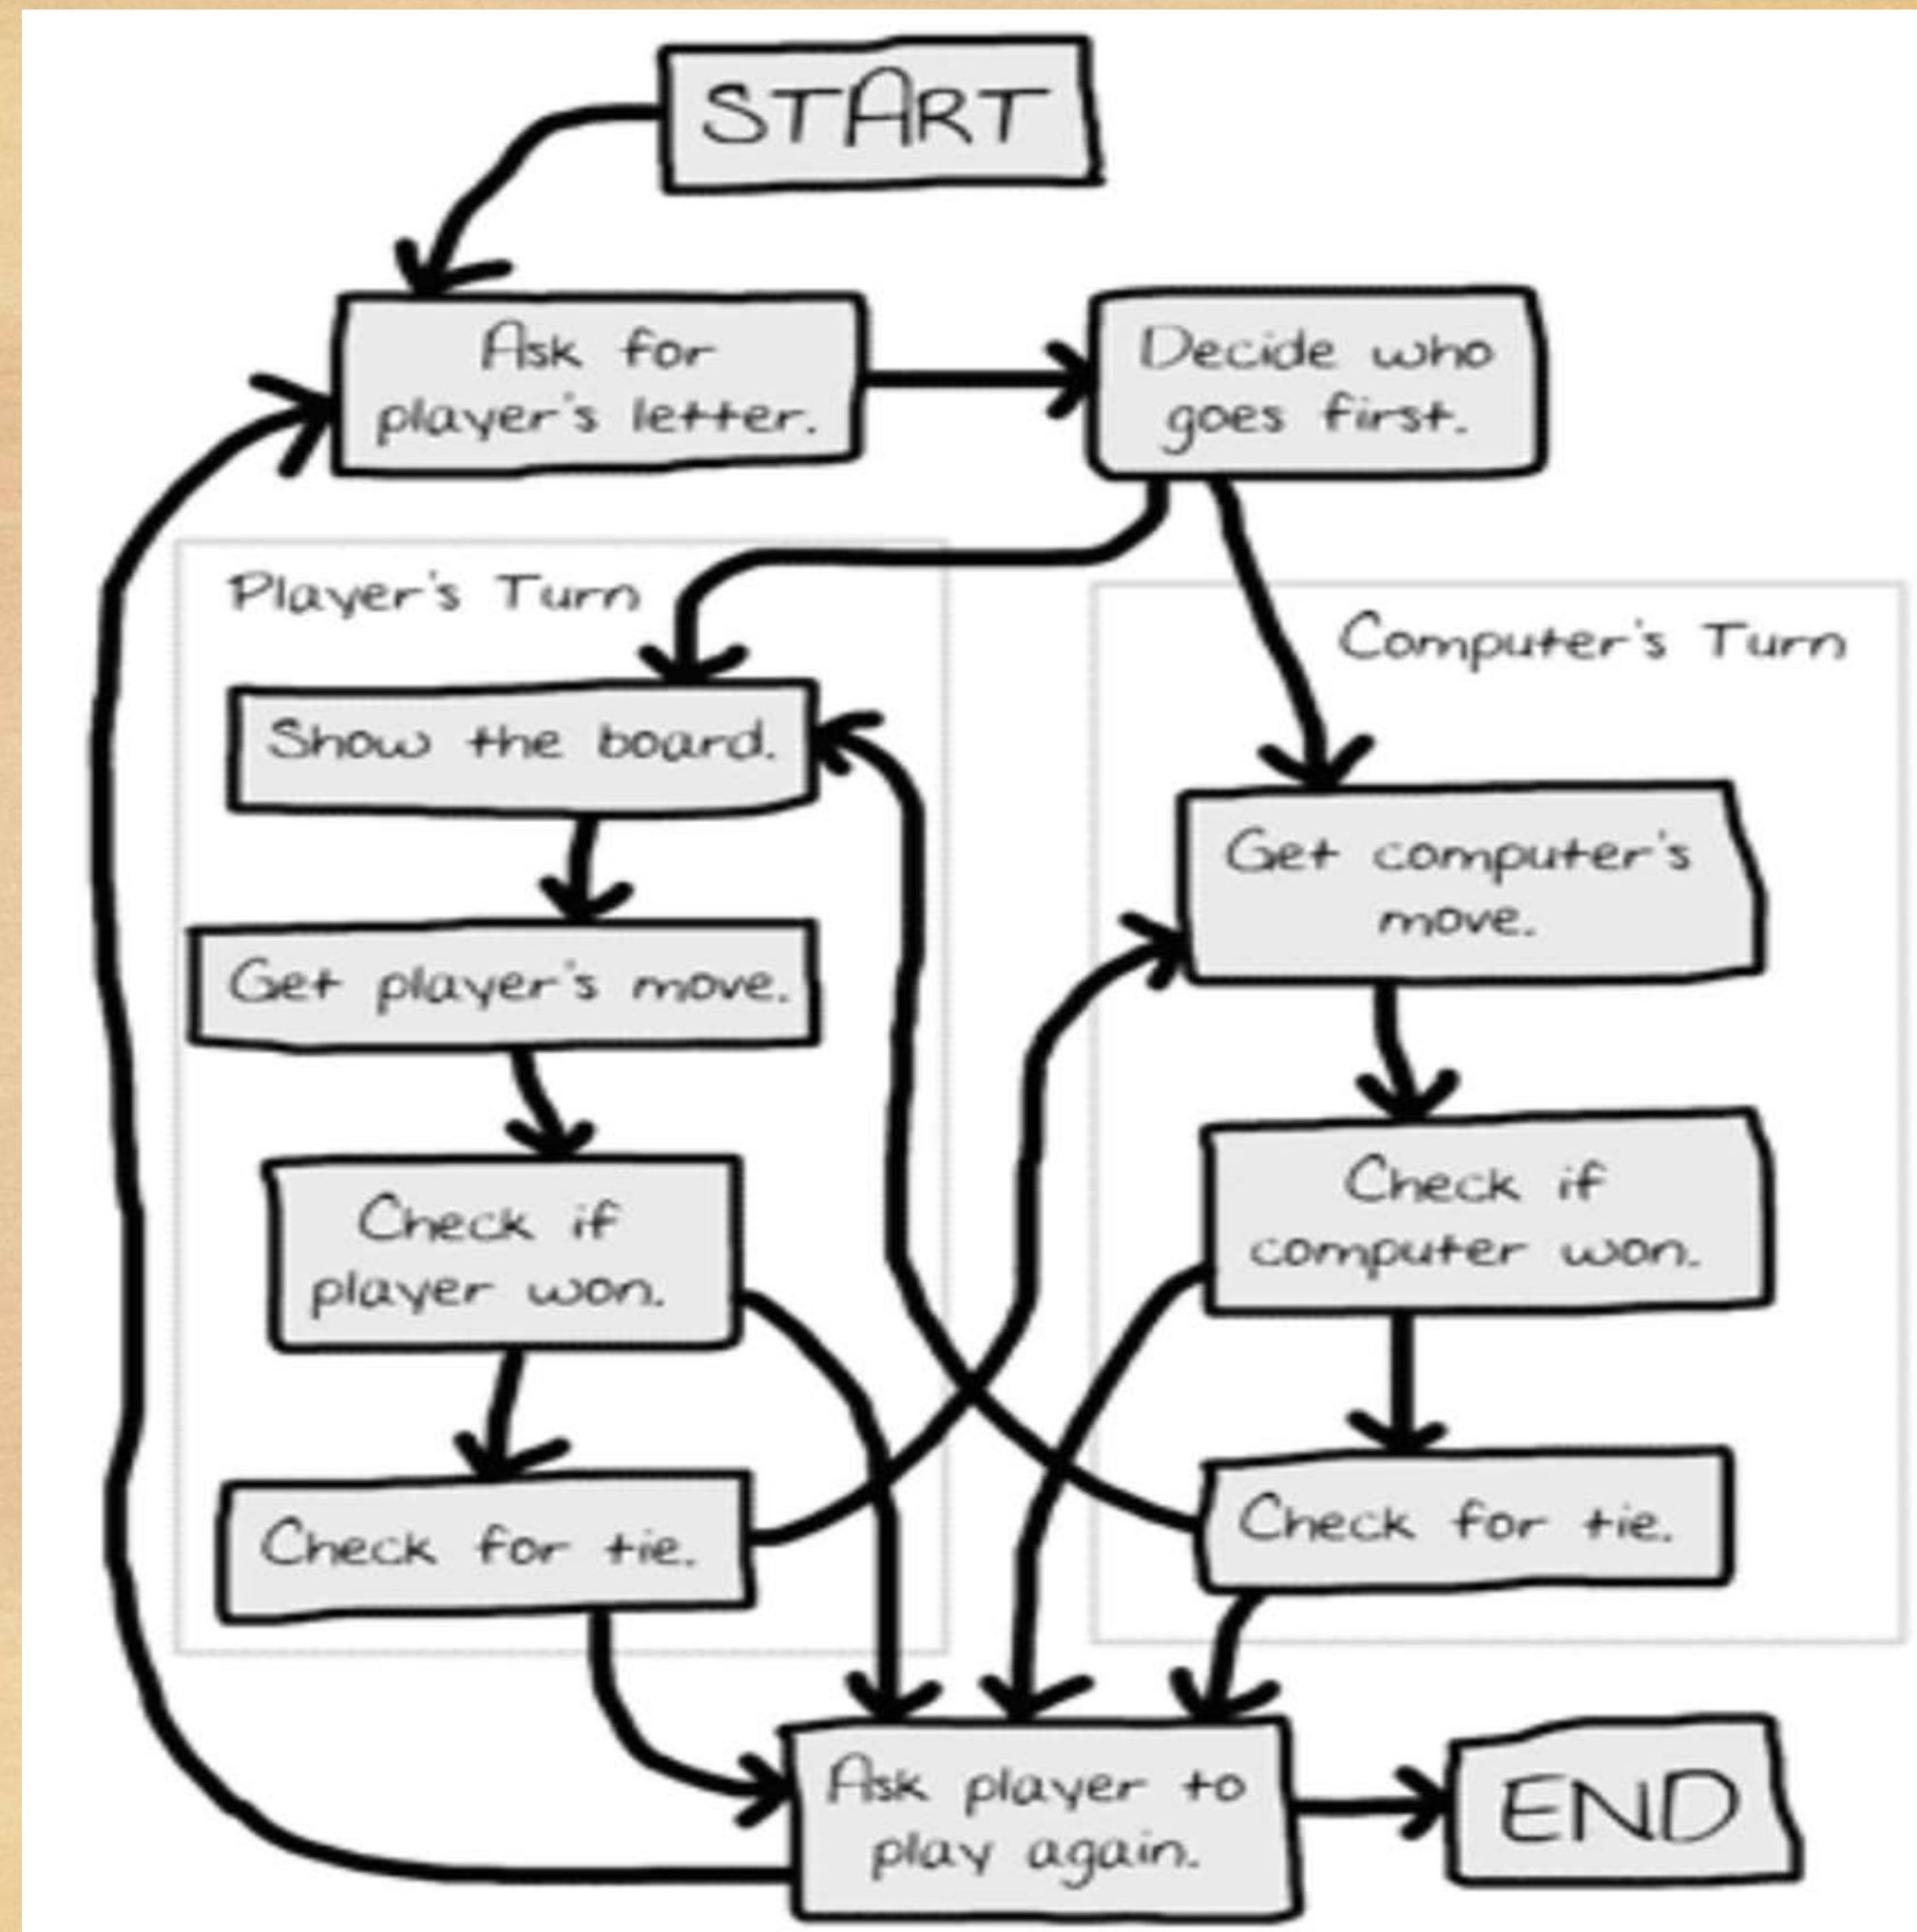 START
Ask for
player's letter.
Decide who
goes first.
Player's Turn
Show the board.
Get player's move.
Check if
player won.
Check for tie.
Computer's Turn
Get computer's
move.
Check if
computer won.
Check for tie.
Ask player to
play again.
END